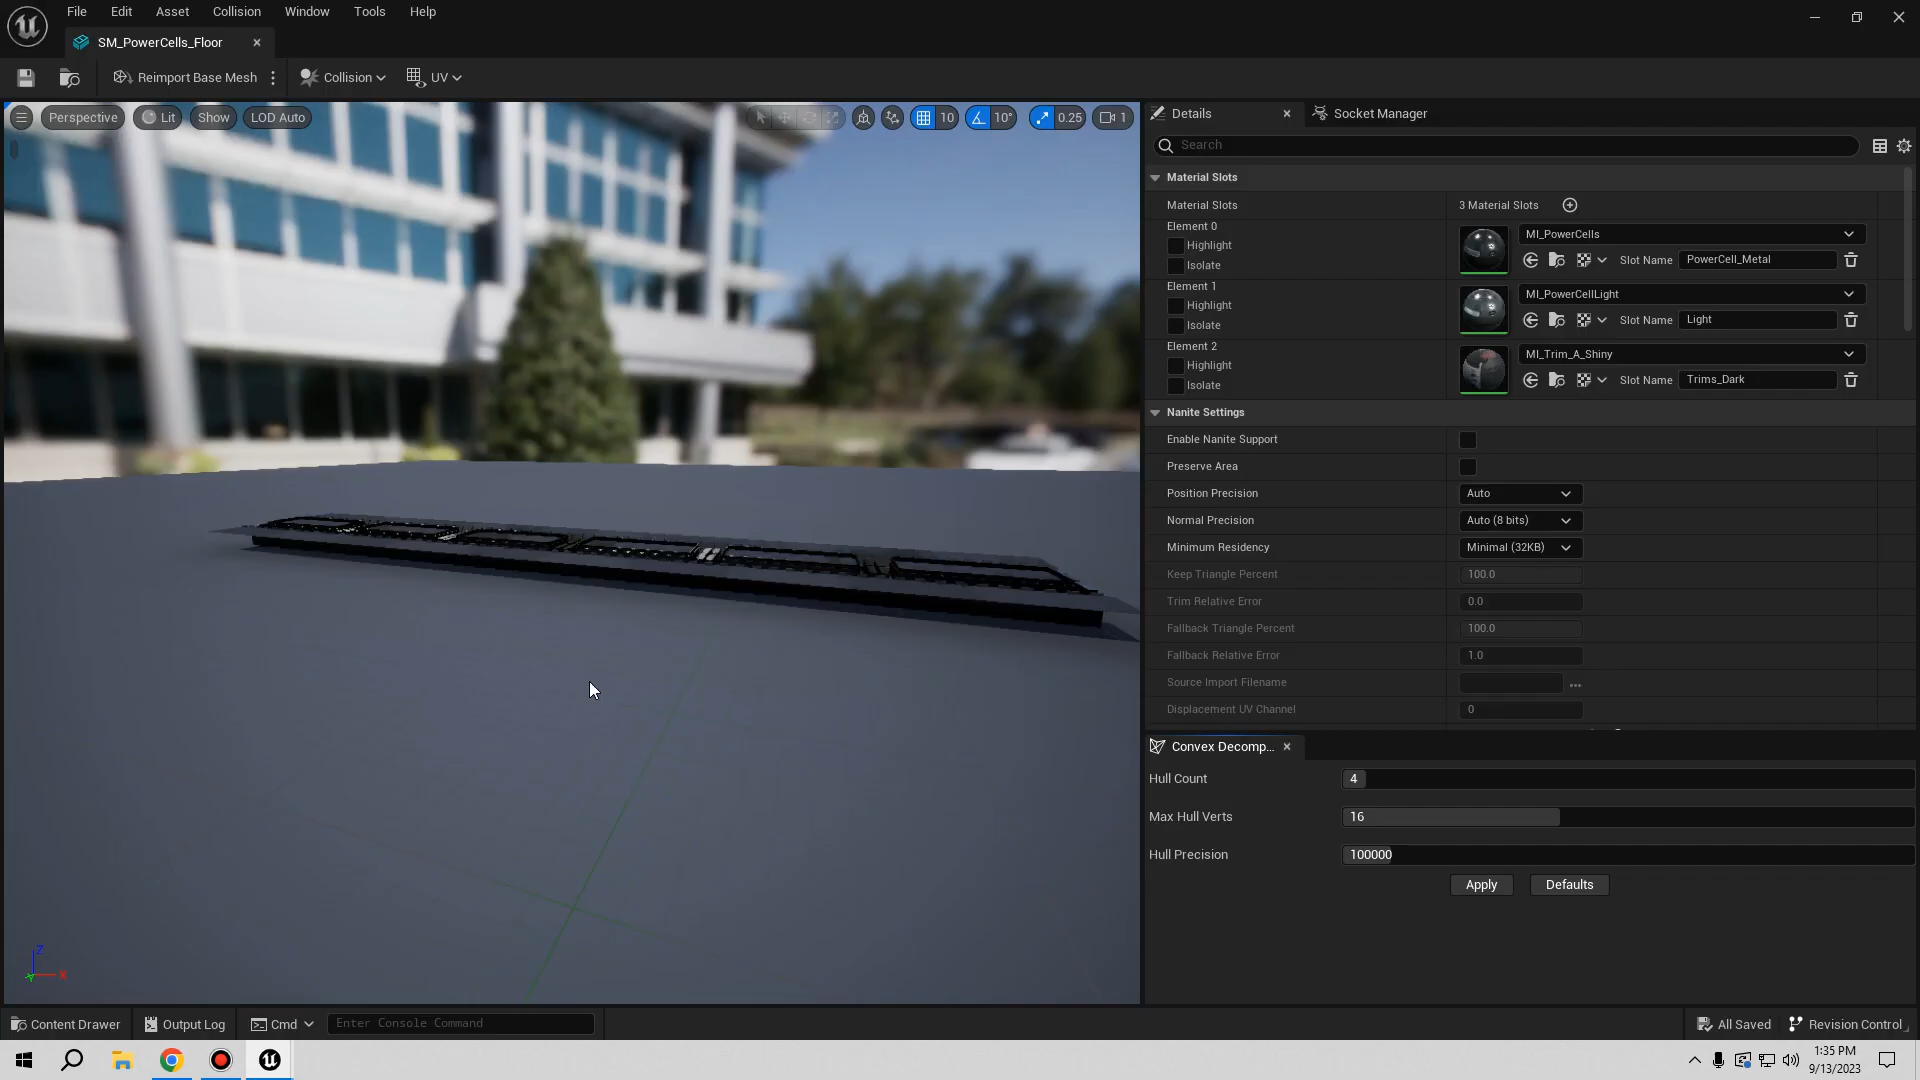 File Edit Asset Collision Window Tools Help
SM_PowerCells_Floor
Reimport Base Mesh
Collision
UV
Perspective
Lit
Show
LOD Auto
10
10°
0.25
1
Details
Socket Manager
Search
Material Slots
Material Slots
3 Material Slots
Element 0
Highlight
Isolate
MI_PowerCells
Slot Name
PowerCell_Metal
Element 1
Highlight
Isolate
MI_PowerCellLight
Slot Name
Light
Element 2
Highlight
Isolate
MI_Trim_A_Shiny
Slot Name
Trims_Dark
Nanite Settings
Enable Nanite Support
Preserve Area
Position Precision
Auto
Normal Precision
Auto (8 bits)
Minimum Residency
Minimal (32KB)
Keep Triangle Percent
100.0
Trim Relative Error
0.0
Fallback Triangle Percent
100.0
Fallback Relative Error
1.0
Source Import Filename
...
Displacement UV Channel
0
Convex Decomp...
Hull Count
4
Max Hull Verts
16
Hull Precision
100000
Apply
Defaults
Z
X
Y
Content Drawer
Output Log
Cmd
Enter Console Command
All Saved
Revision Control
1:35 PM
9/13/2023